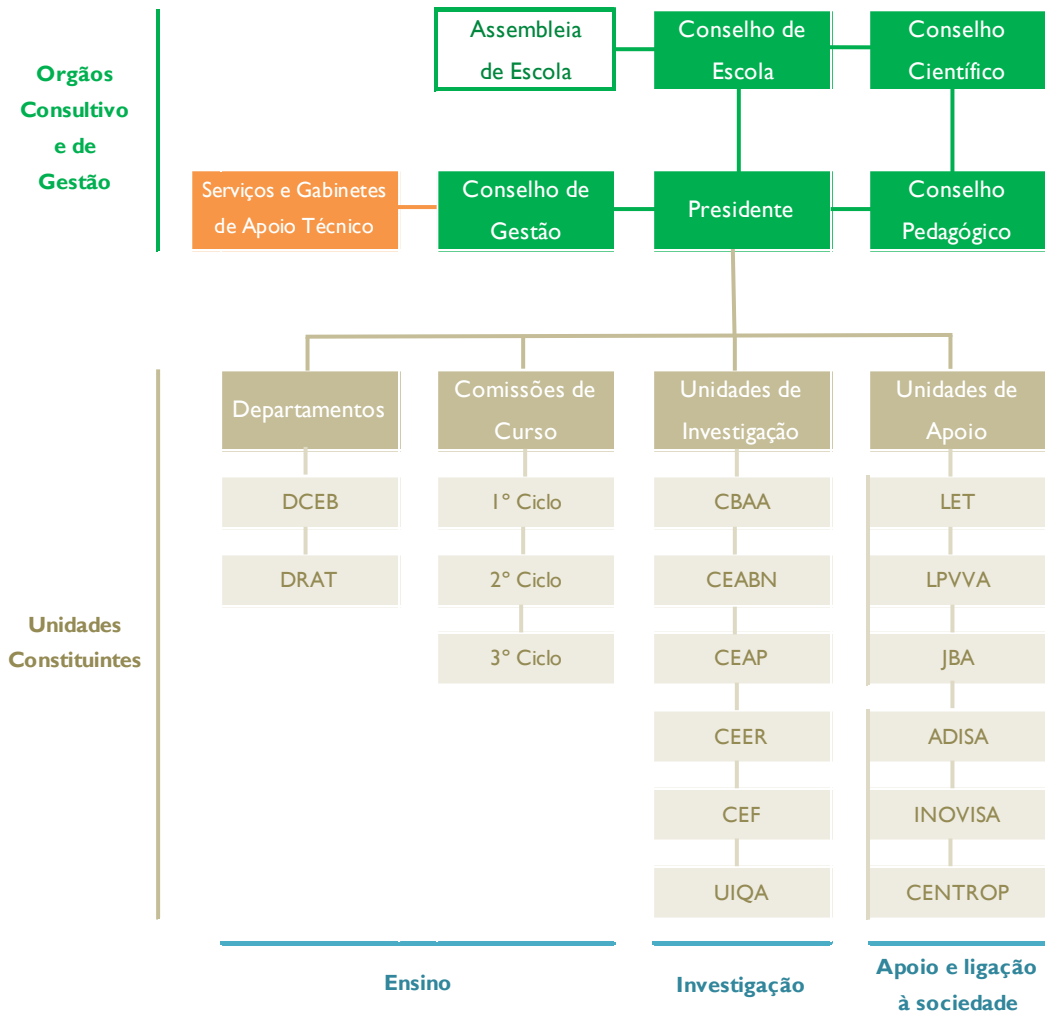 Orgãos
Consultivo
e de
Gestão
Assembleia
de Escola
Conselho de
Escola
Conselho
Científico
Serviços e Gabinetes
de Apoio Técnico
Conselho de
Gestão
Presidente
Conselho
Pedagógico
Unidades
Constituintes
Departamentos
DCEB
DRAT
Comissões de
Curso
1º Ciclo
2º Ciclo
3º Ciclo
Unidades de
Investigação
CBAA
CEABN
CEAP
CEER
CEF
UIQA
Unidades de
Apoio
LET
LPVVA
JBA
ADISA
INOVISA
CENTROP
Ensino
Investigação
Apoio e ligação
à sociedade